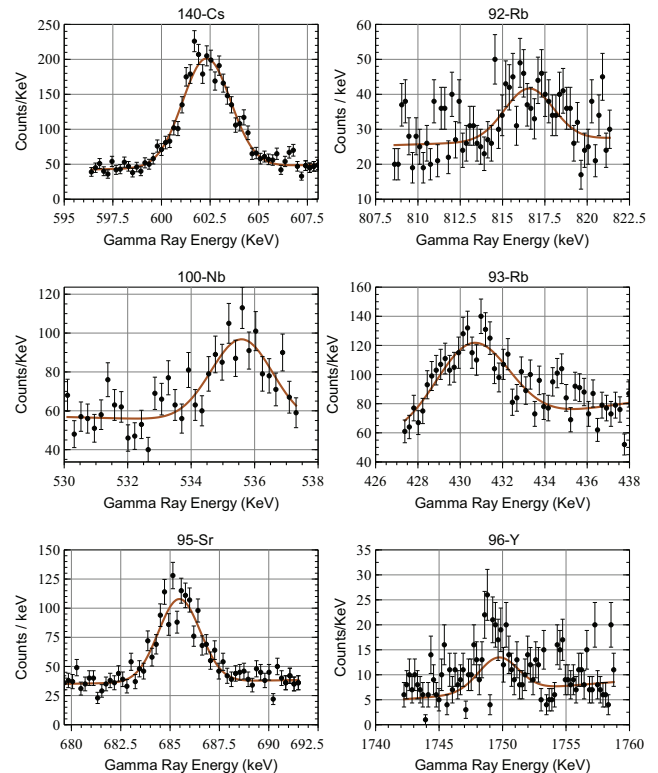 140-Cs
92-Rb
Counts/KeV
250
200
150
100
50
0
595 597.5 600 602.5 605 607.5
Gamma Ray Energy (KeV)
Counts / keV
60
50
40
30
20
10
807.5 810 812.5 815 817.5 820 822.5
Gamma Ray Energy (keV)
100-Nb
93-Rb
Counts/KeV
120
100
80
60
40
530 532 534 536 538
Gamma Ray Energy (KeV)
Counts/KeV
160
140
120
100
80
60
40
426 428 430 432 434 436 438
Gamma Ray Energy (KeV)
95-Sr
96-Y
Counts / keV
150
125
100
75
50
25
0
680 682.5 685 687.5 690 692.5
Gamma Ray Energy (keV)
Counts/KeV
35
30
25
20
15
10
5
0
1740 1745 1750 1755 1760
Gamma Ray Energy (KeV)